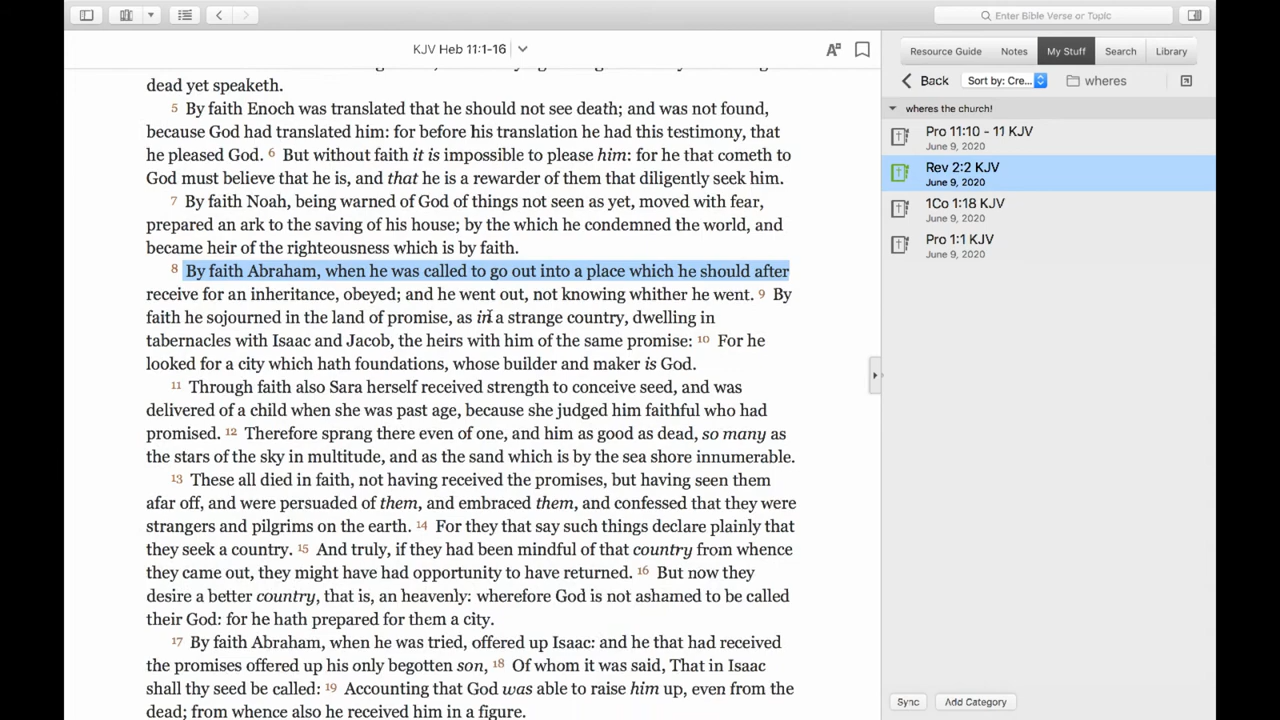 Enter Bible Verse or Topic
KJV Heb 11:1-16
dead yet speaketh.
5 By faith Enoch was translated that he should not see death; and was not found,
because God had translated him: for before his translation he had this testimony, that
he pleased God. 6 But without faith it is impossible to please him: for he that cometh to
God must believe that he is, and that he is a rewarder of them that diligently seek him.
7 By faith Noah, being warned of God of things not seen as yet, moved with fear,
prepared an ark to the saving of his house; by the which he condemned the world, and
became heir of the righteousness which is by faith.
8 By faith Abraham, when he was called to go out into a place which he should after
receive for an inheritance, obeyed; and he went out, not knowing whither he went. 9 By
faith he sojourned in the land of promise, as in a strange country, dwelling in
tabernacles with Isaac and Jacob, the heirs with him of the same promise: 10 For he
looked for a city which hath foundations, whose builder and maker is God.
11 Through faith also Sara herself received strength to conceive seed, and was
delivered of a child when she was past age, because she judged him faithful who had
promised. 12 Therefore sprang there even of one, and him as good as dead, so many as
the stars of the sky in multitude, and as the sand which is by the sea shore innumerable.
13 These all died in faith, not having received the promises, but having seen them
afar off, and were persuaded of them, and embraced them, and confessed that they were
strangers and pilgrims on the earth. 14 For they that say such things declare plainly that
they seek a country. 15 And truly, if they had been mindful of that country from whence
they came out, they might have had opportunity to have returned. 16 But now they
desire a better country, that is, an heavenly: wherefore God is not ashamed to be called
their God: for he hath prepared for them a city.
17 By faith Abraham, when he was tried, offered up Isaac: and he that had received
the promises offered up his only begotten son, 18 Of whom it was said, That in Isaac
shall thy seed be called: 19 Accounting that God was able to raise him up, even from the
dead; from whence also he received him in a figure.
Resource Guide Notes My Stuff Search Library
Back Sort by: Cre... wheres
wheres the church!
Pro 11:10 - 11 KJV
June 9, 2020
Rev 2:2 KJV
June 9, 2020
1Co 1:18 KJV
June 9, 2020
Pro 1:1 KJV
June 9, 2020
Sync Add Category